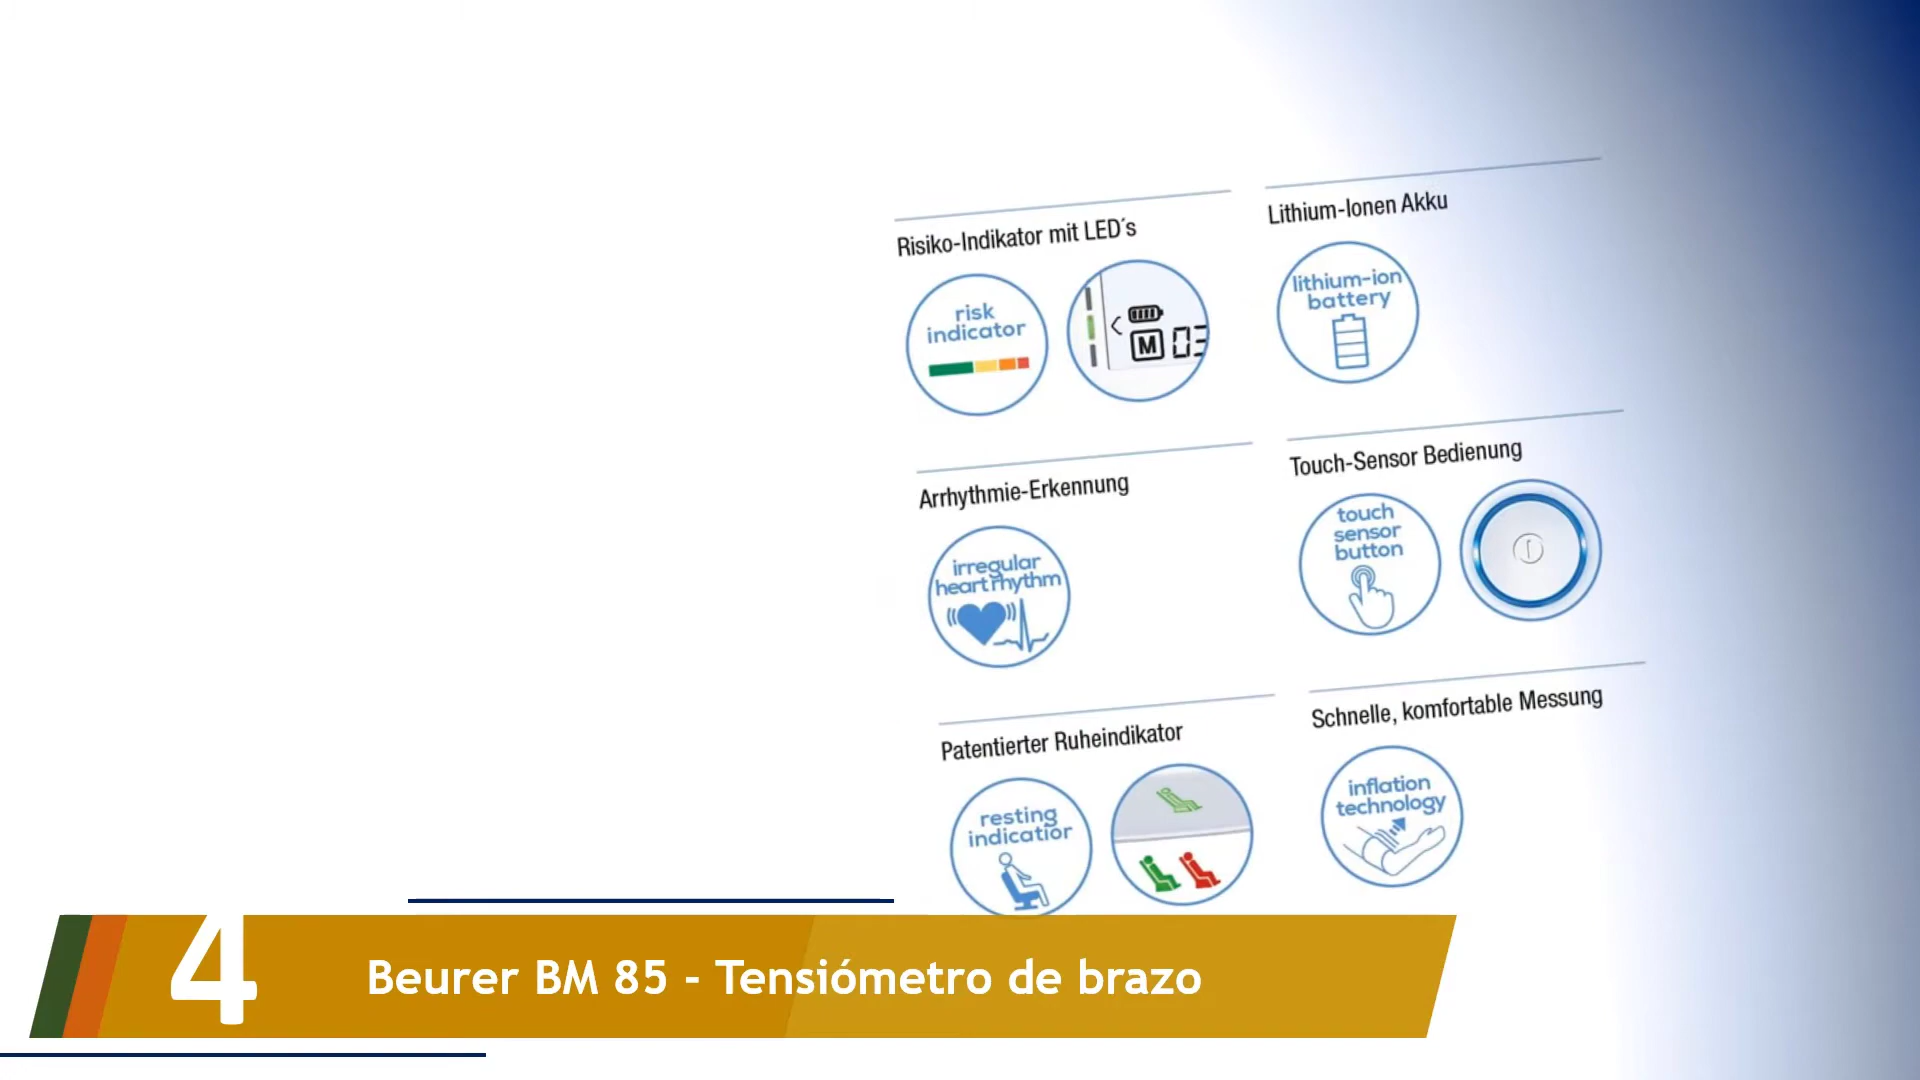 Risiko-Indikator mit LED´s
risk
indicator
M 03
Lithium-Ionen Akku
lithium-ion
battery
Arrhythmie-Erkennung
irregular
heart rhythm
Touch-Sensor Bedienung
touch
sensor
button
Patentierter Ruheindikator
resting
indicatior
Schnelle, komfortable Messung
inflation
technology
4
Beurer BM 85 - Tensiómetro de brazo